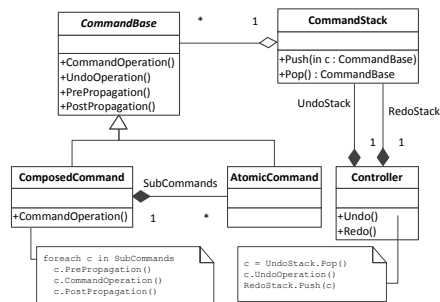 CommandBase
+CommandOperation()
+UndoOperation()
+PrePropagation()
+PostPropagation()
*
1
CommandStack
+Push(in c : CommandBase)
+Pop() : CommandBase
UndoStack
RedoStack
1
1
ComposedCommand
+CommandOperation()
SubCommands
1
*
AtomicCommand
Controller
+Undo()
+Redo()
foreach c in SubCommands
c.PrePropagation()
c.CommandOperation()
c.PostPropagation()
c = UndoStack.Pop()
c.UndoOperation()
RedoStack.Push(c)